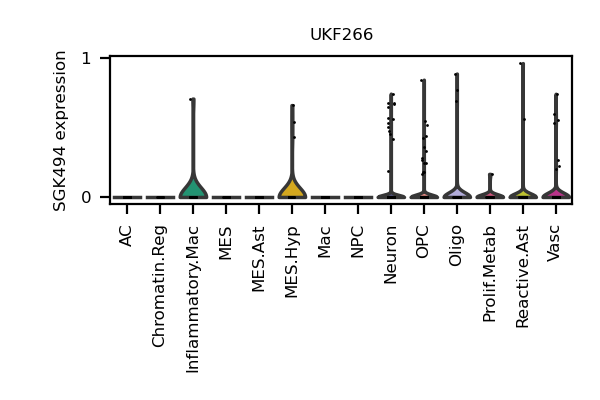 UKF266
SGK494 expression
1
0
AC
Chromatin.Reg
Inflammatory.Mac
MES
MES.Ast
MES.Hyp
Mac
NPC
Neuron
OPC
Oligo
Prolif.Metab
Reactive.Ast
Vasc